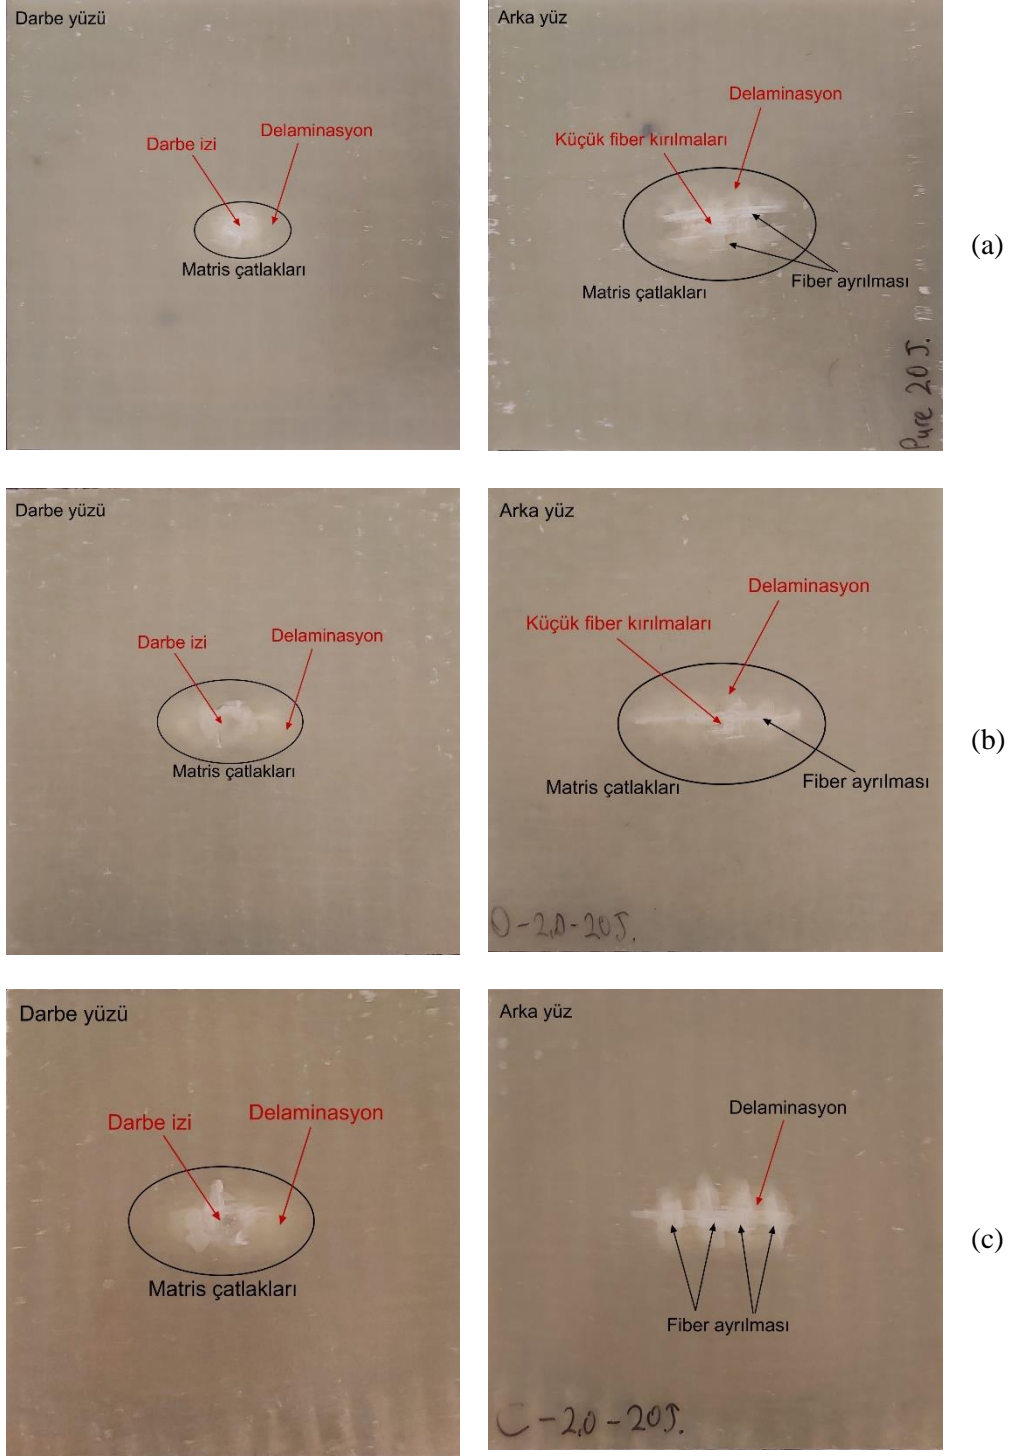 Darbe yüzü
Darbe izi
Delaminasyon
Matris çatlakları
Arka yüz
Delaminasyon
Küçük fiber kırılmaları
Fiber ayrılması
Matris çatlakları
Pure 20 J.
(a)
Darbe yüzü
Darbe izi
Delaminasyon
Matris çatlakları
Arka yüz
Delaminasyon
Küçük fiber kırılmaları
Fiber ayrılması
Matris çatlakları
O-2,0-20J.
(b)
Darbe yüzü
Darbe izi
Delaminasyon
Matris çatlakları
Arka yüz
Delaminasyon
Fiber ayrılması
C-2,0-20J.
(c)